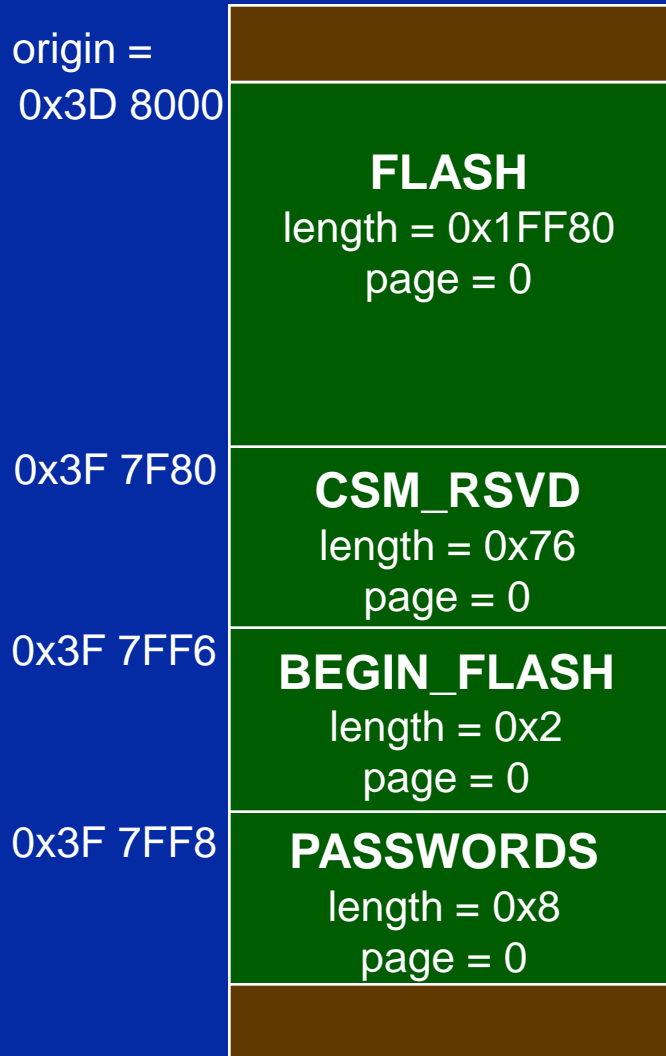 origin =
0x3D 8000
FLASH
length = 0x1FF80
page = 0
0x3F 7F80
CSM_RSVD
length = 0x76
page = 0
0x3F 7FF6
BEGIN_FLASH
length = 0x2
page = 0
0x3F 7FF8
PASSWORDS
length = 0x8
page = 0